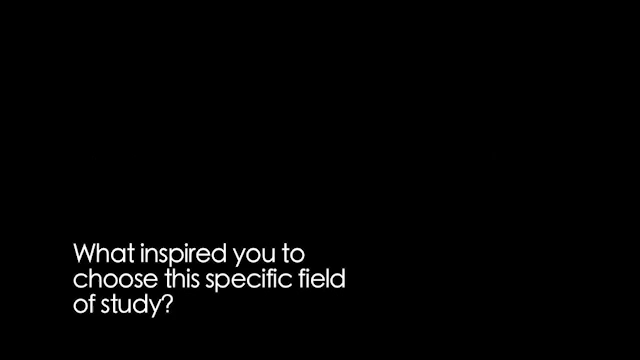 What inspired you to
choose this specific field
of study?